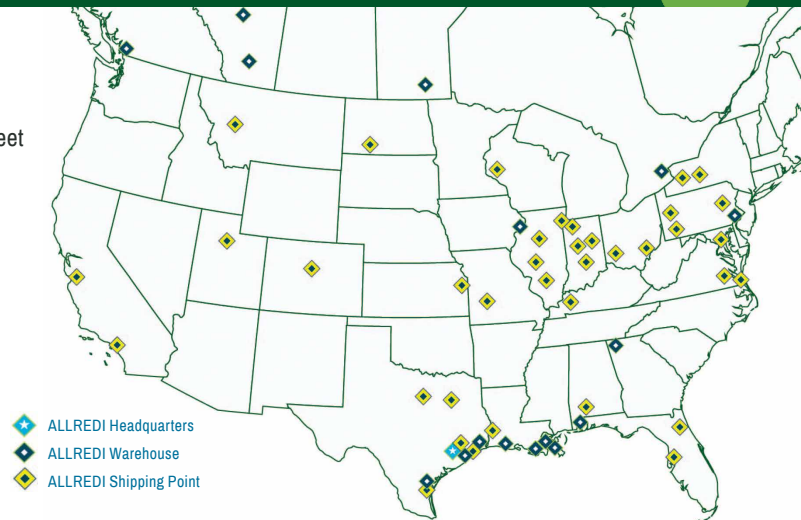 eet
ALLREDI Headquarters
ALLREDI Warehouse
ALLREDI Shipping Point